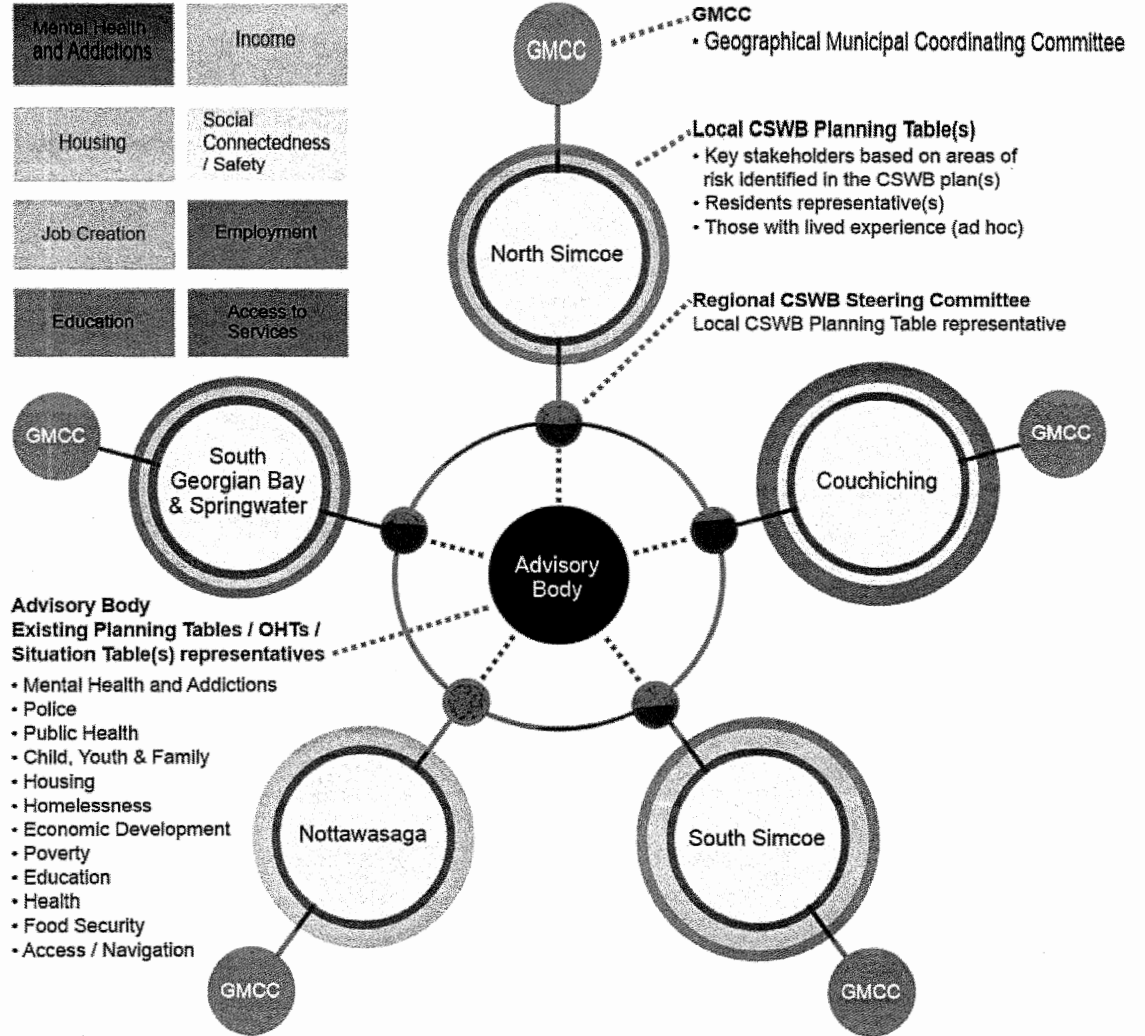 Mental Health
and Addictions
Income
Housing
Social
Connectedness
/ Safety
Job Creation
Employment
Education
Access to
Services
GMCC
GMCC
• Geographical Municipal Coordinating Committee
Local CSWB Planning Table(s)
• Key stakeholders based on areas of
risk identified in the CSWB plan(s)
• Residents representative(s)
• Those with lived experience (ad hoc)
North Simcoe
Regional CSWB Steering Committee
Local CSWB Planning Table representative
GMCC
South
Georgian Bay
& Springwater
Couchiching
GMCC
Advisory
Body
Advisory Body
Existing Planning Tables / OHTs /
Situation Table(s) representatives
• Mental Health and Addictions
• Police
• Public Health
• Child, Youth & Family
• Housing
• Homelessness
• Economic Development
• Poverty
• Education
• Health
• Food Security
• Access / Navigation
Nottawasaga
South Simcoe
GMCC
GMCC